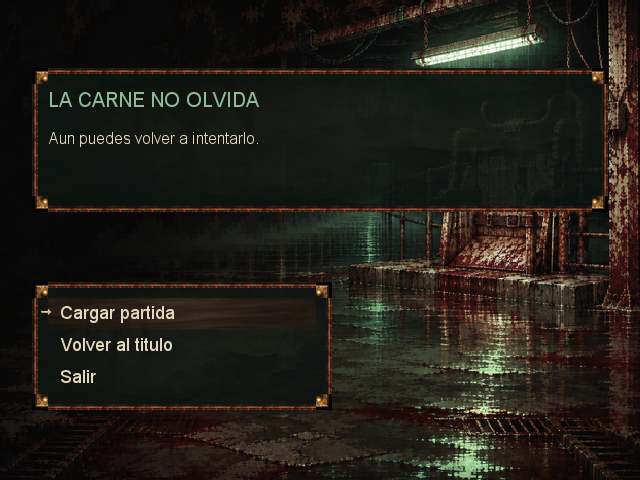 LA CARNE NO OLVIDA
Aun puedes volver a intentarlo.
→ Cargar partida
Volver al titulo
Salir